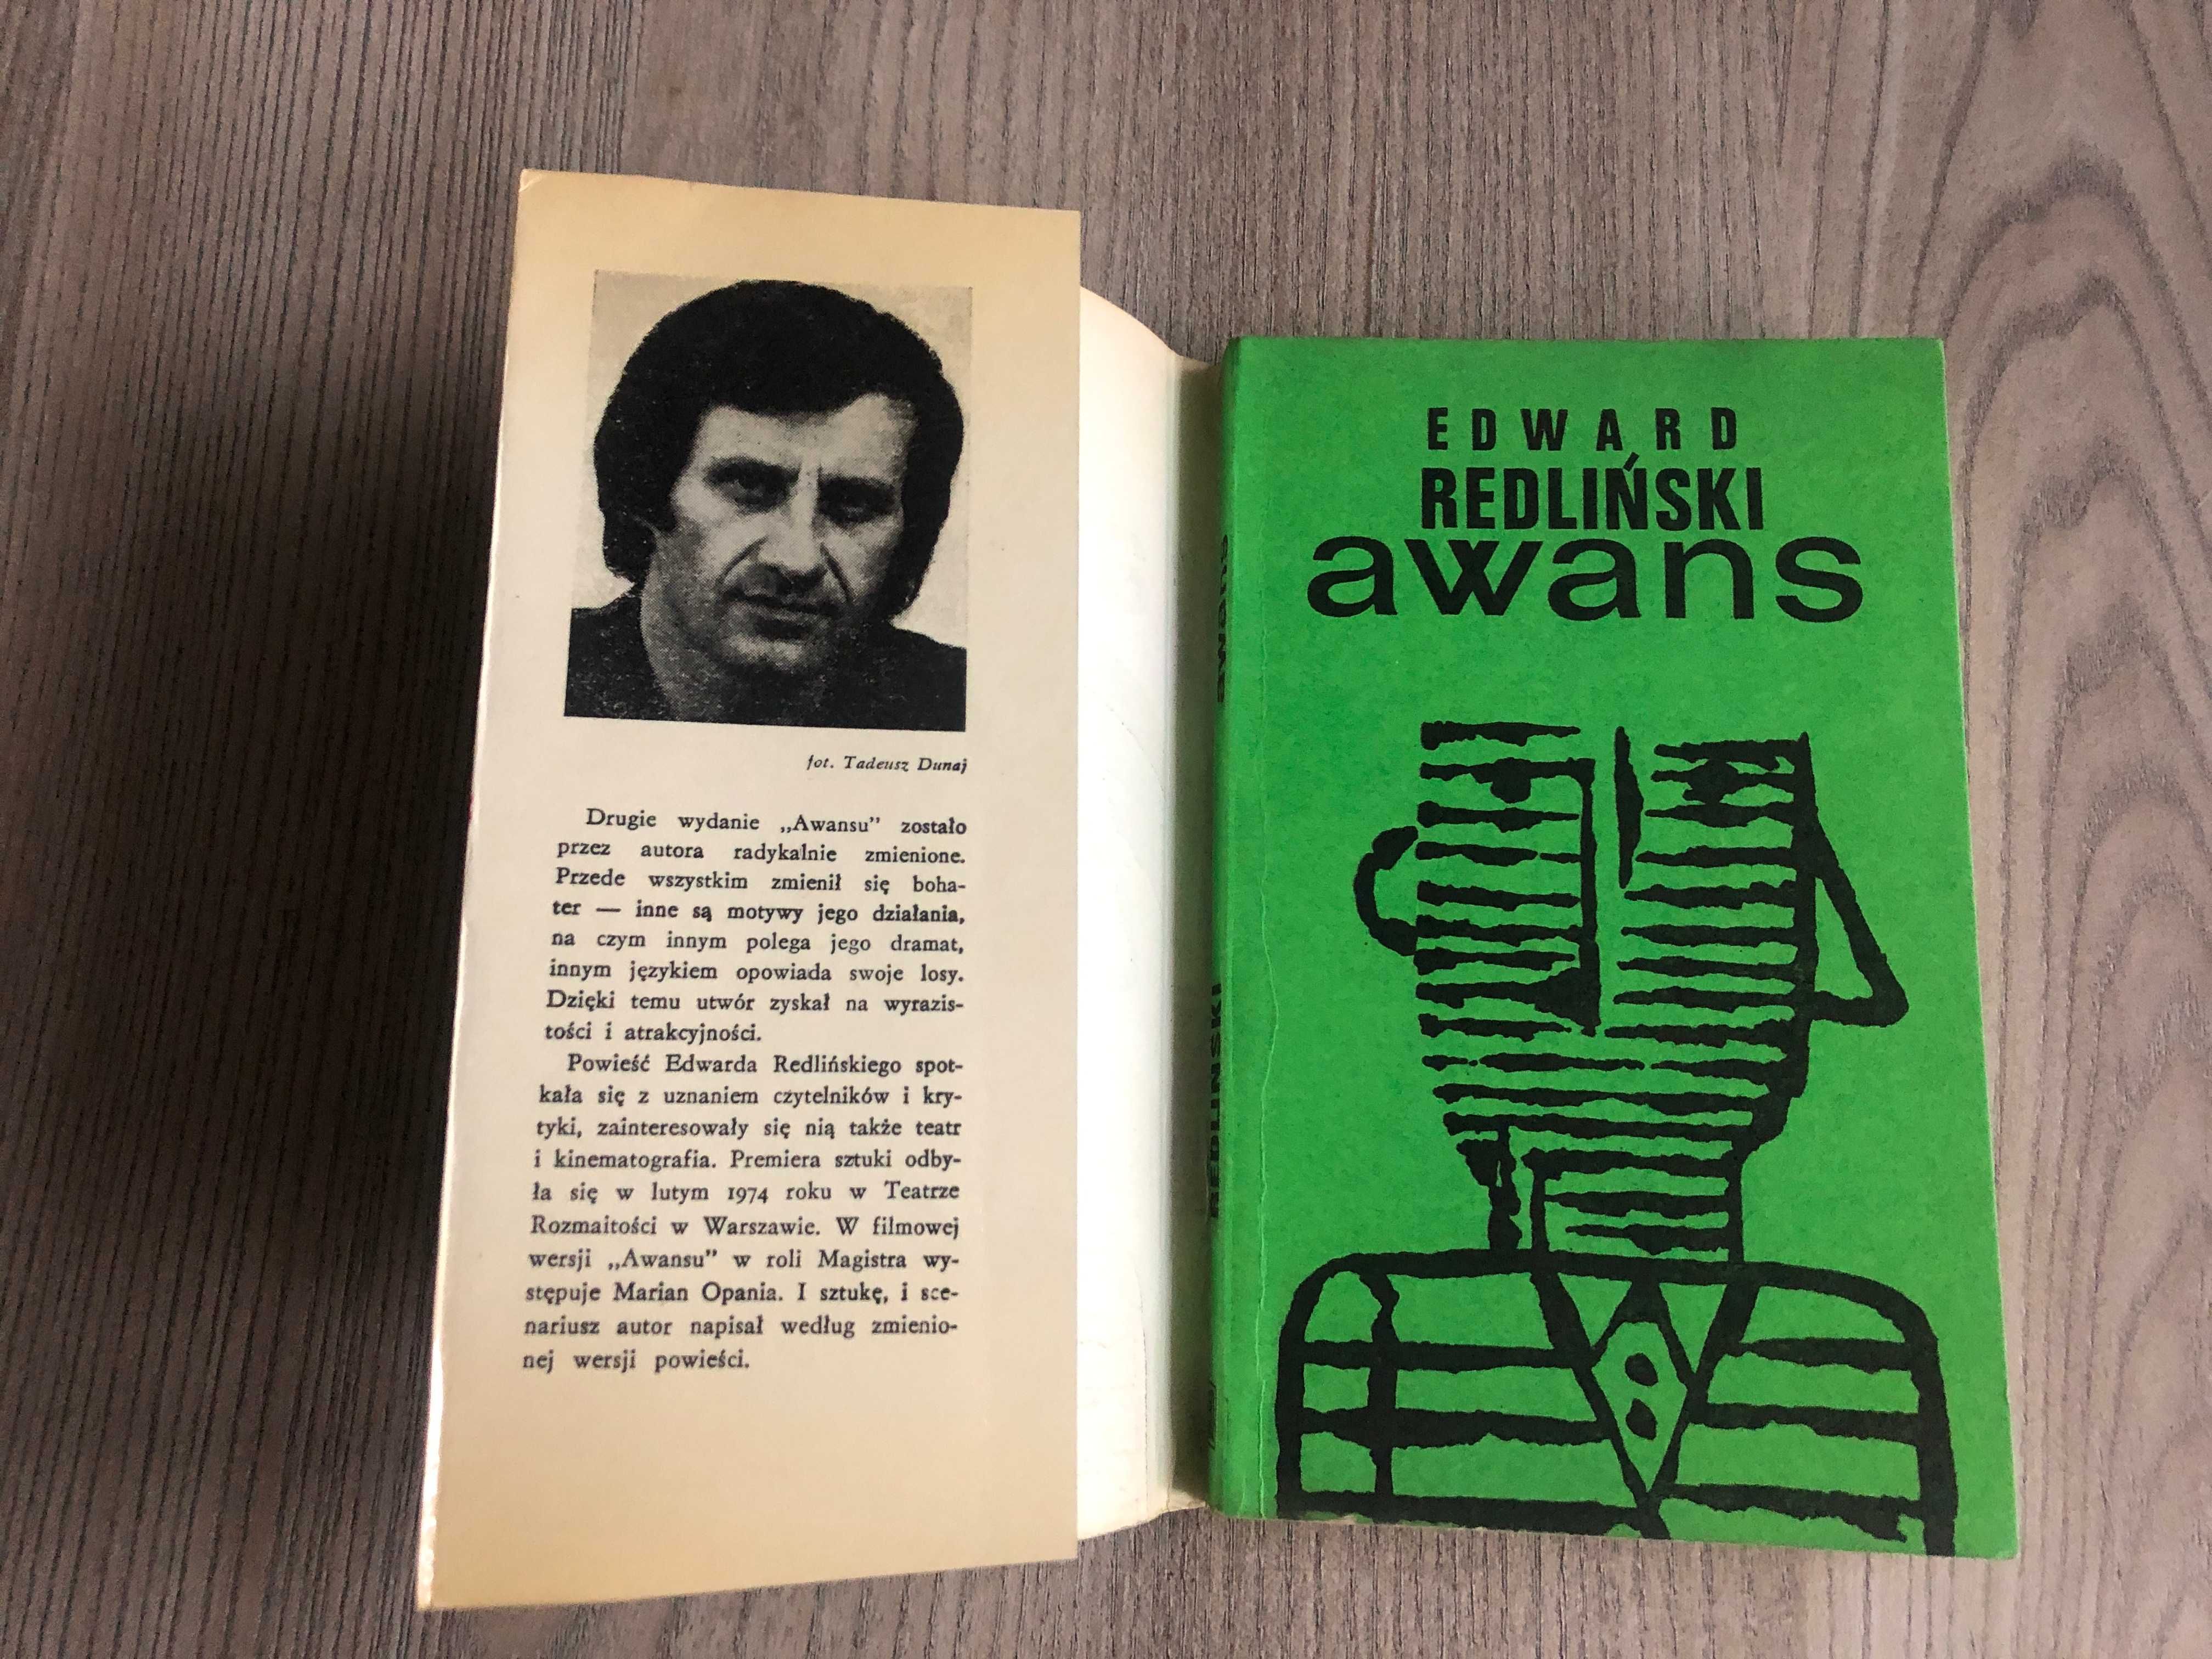 fot. Tadeusz Dunaj
Drugie wydanie „Awansu” zostało
przez autora radykalnie zmienione.
Przede wszystkim zmienił się boha-
ter — inne są motywy jego działania,
na czym innym polega jego dramat,
innym językiem opowiada swoje losy.
Dzięki temu utwór zyskał na wyrazis-
tości i atrakcyjności.
Powieść Edwarda Redlińskiego spot-
kała się z uznaniem czytelników i kry-
tyki, zainteresowały się nią także teatr
i kinematografia. Premiera sztuki odby-
ła się w lutym 1974 roku w Teatrze
Rozmaitości w Warszawie. W filmowej
wersji „Awansu” w roli Magistra wy-
stępuje Marian Opania. I sztukę, i sce-
nariusz autor napisał według zmienio-
nej wersji powieści.
awans
REDLIŃSKI
EDWARD
REDLIŃSKI
awans